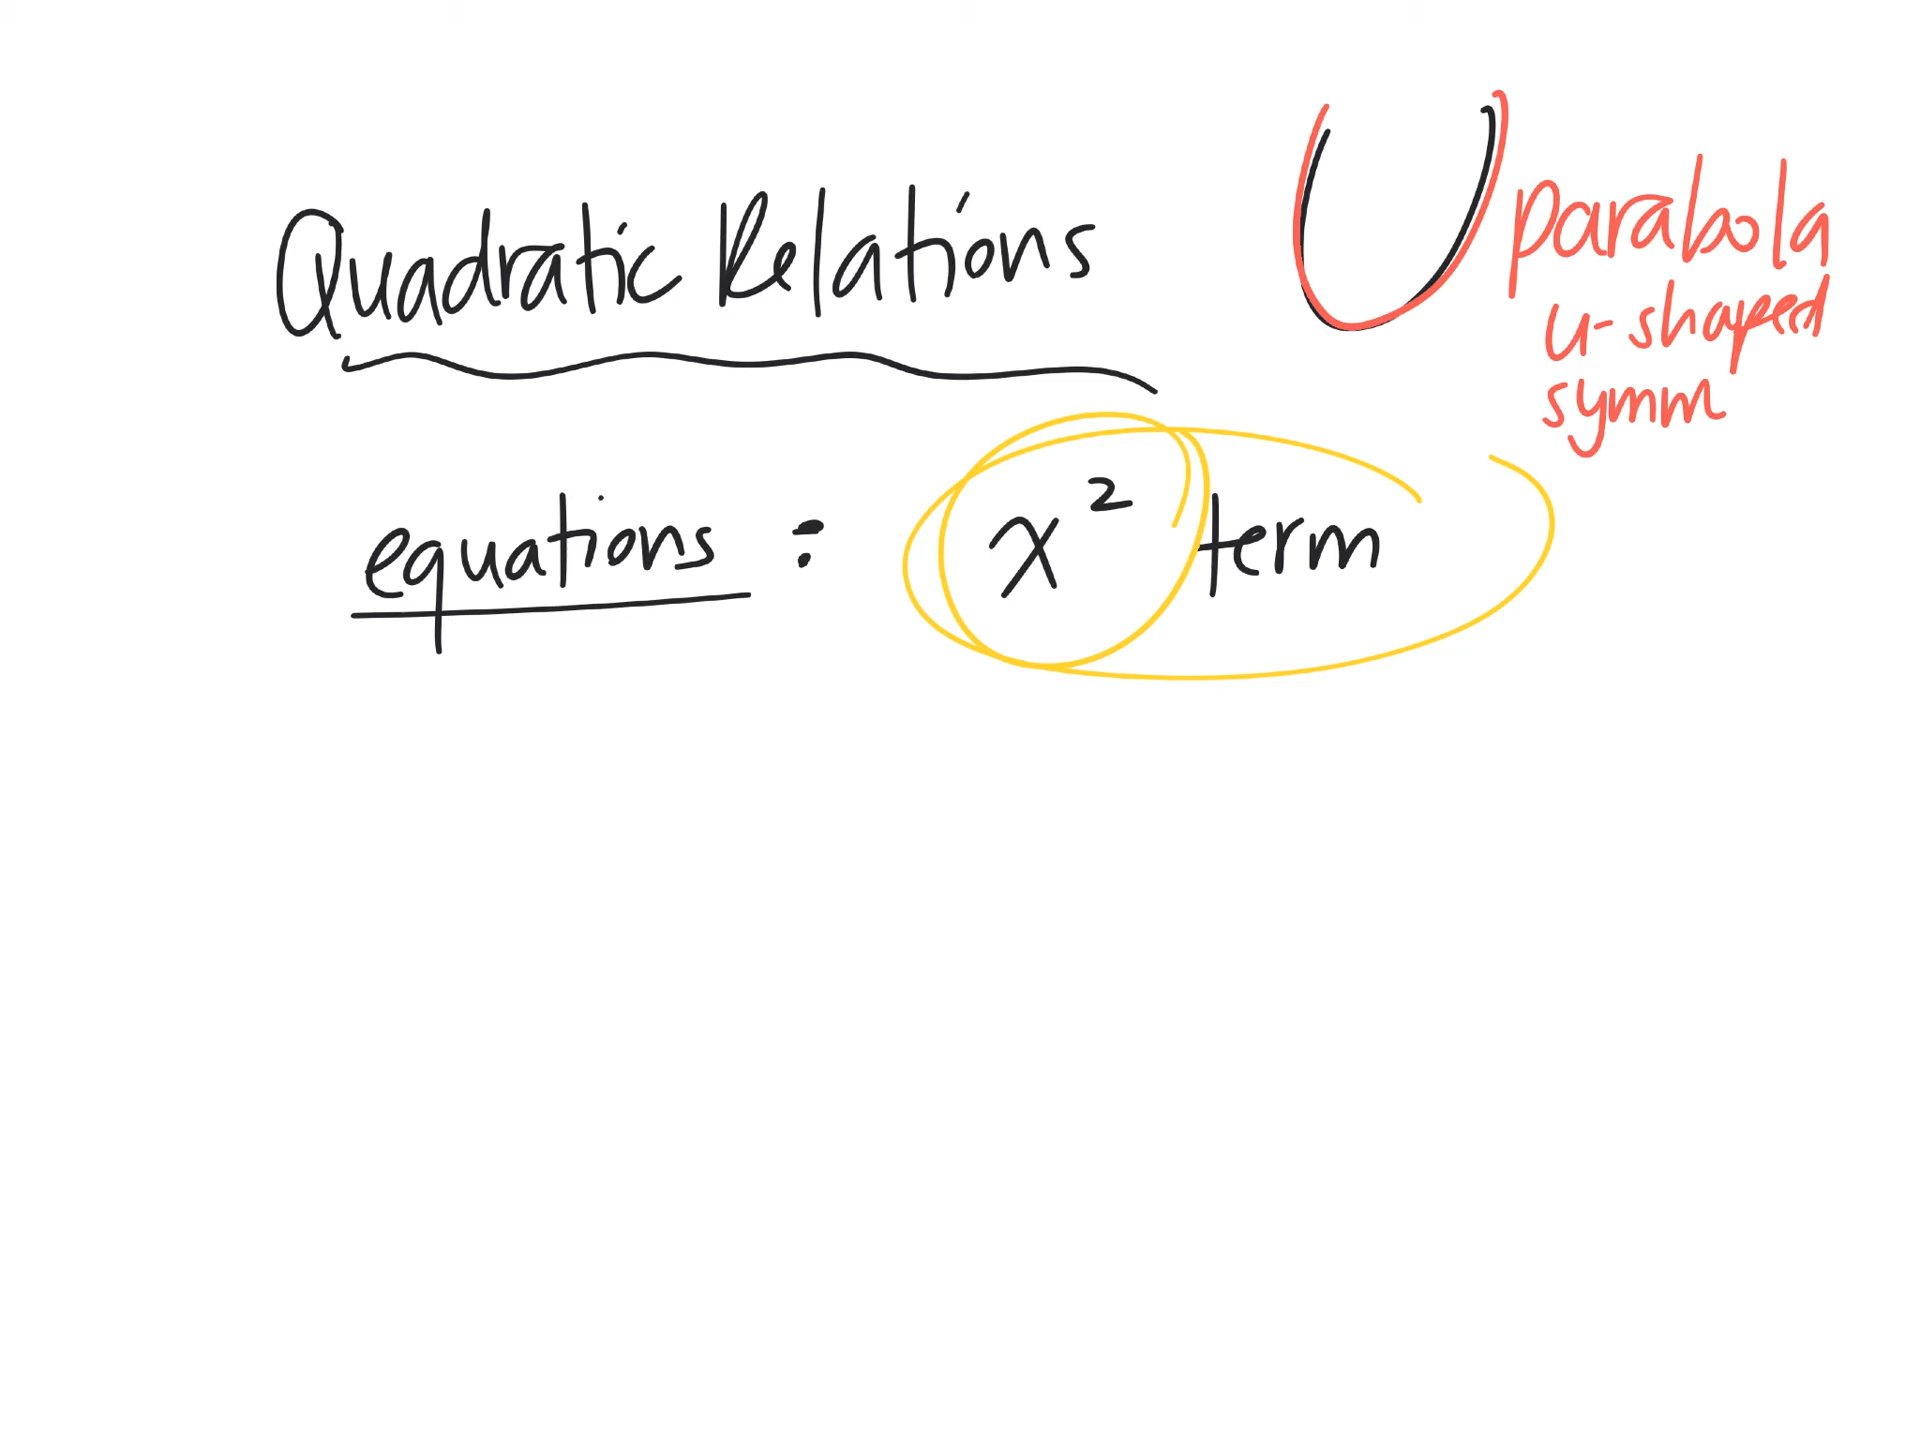 Quadratic Relations
parabola
u-shaped
symm
equations : x² term